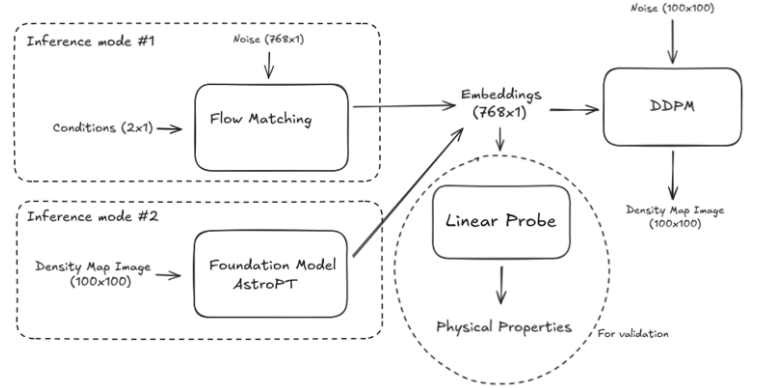 Noise (100x100)
Inference mode #1
Noise (768x1)
Conditions (2x1)
Flow Matching
Embeddings
(768x1)
DDPM
Inference mode #2
Density Map Image
(100x100)
Foundation Model
AstroPT
Linear Probe
Physical Properties
For validation
Density Map Image
(100x100)